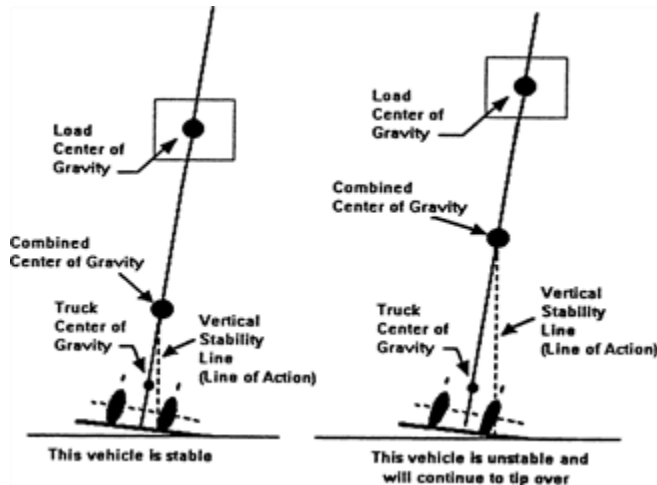 Load
Center of
Gravity
Combined
Center of Gravity
Truck
Center of
Gravity
Vertical
Stability
Line
(Line of Action)
This vehicle is stable
Load
Center of
Gravity
Combined
Center of Gravity
Truck
Center of
Gravity
Vertical
Stability
Line
(Line of Action)
This vehicle is unstable and
will continue to tip over